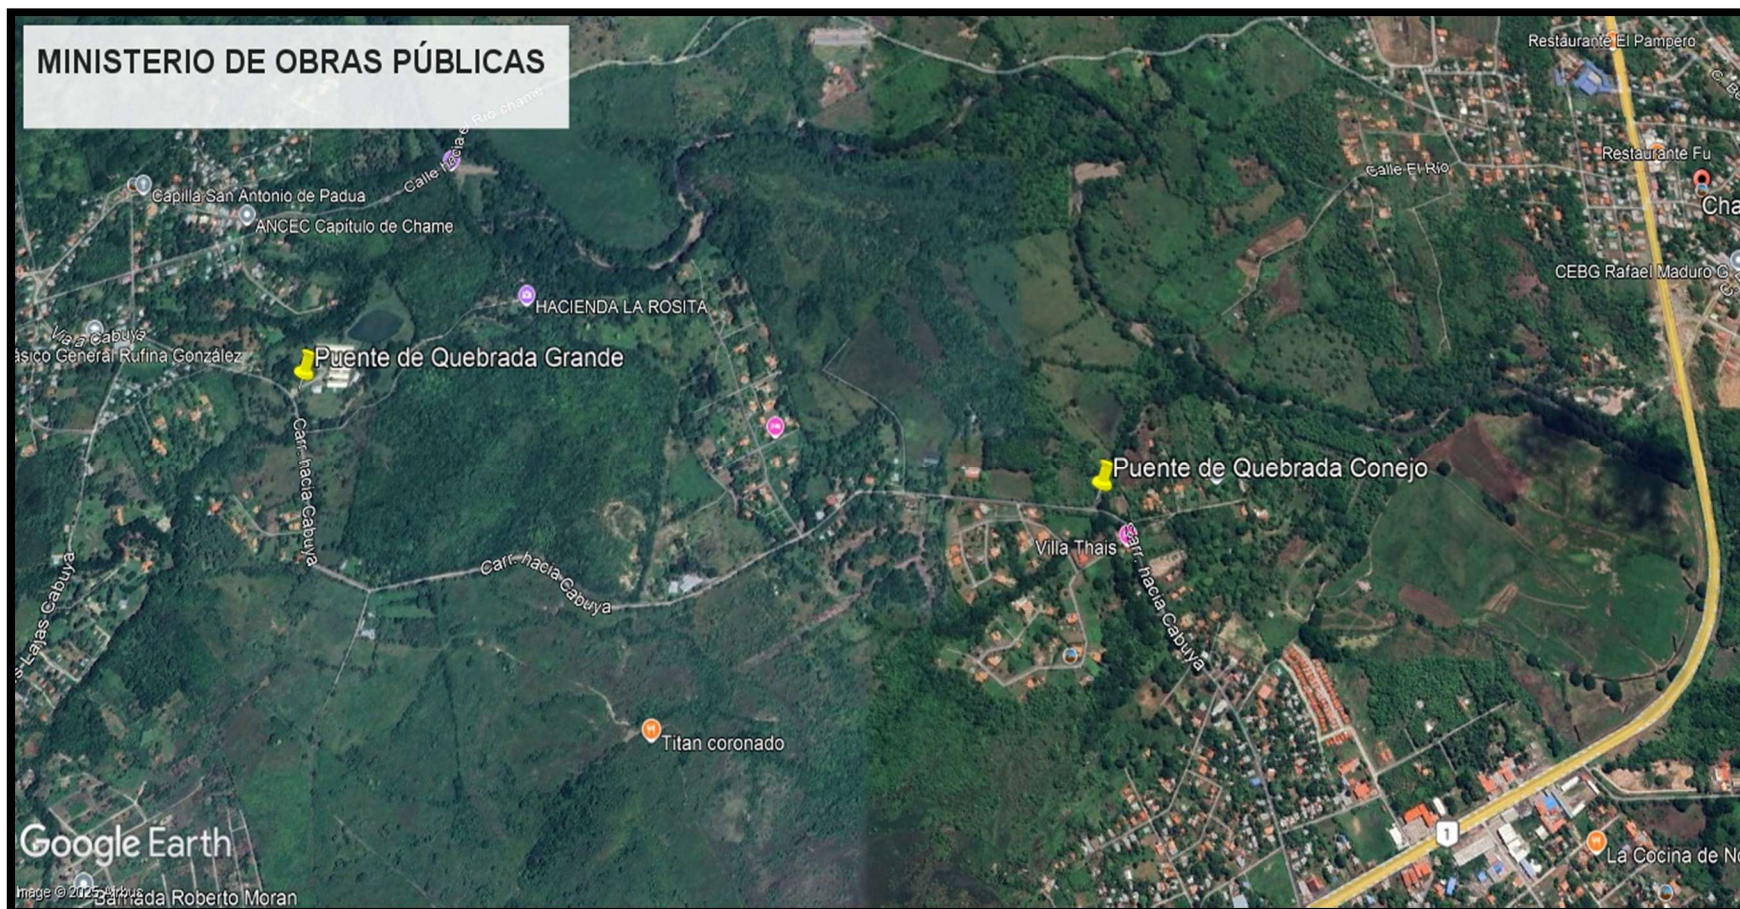 MINISTERIO DE OBRAS PÚBLICAS
Restaurante El Pampero
Calle hacia el Río chame
Restaurante Fu
Calle El Río
Capilla San Antonio de Padua
Cha
ANCEC Capítulo de Chame
CEBG Rafael Maduro G
HACIENDA LA ROSITA
Vía a Cabuya
ásico General Rufina González
Puente de Quebrada Grande
Puente de Quebrada Conejo
Carr. hacia Cabuya
Villa Thais
Carr. hacia Cabuya
Carr. hacia Cabuya
s-Lajas-Cabuya
Titan coronado
1
Google Earth
La Cocina de No
Image © 2025 Airbus
Barriada Roberto Moran